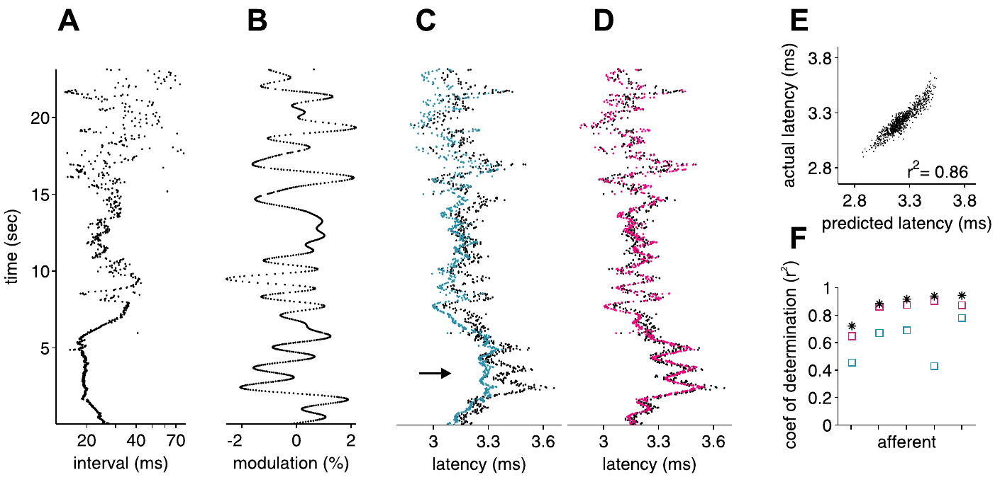 A
B
C
D
E
time (sec)
20
15
10
5
20 40 70
interval (ms)
-2 0 2
modulation (%)
3 3.3 3.6
latency (ms)
3 3.3 3.6
latency (ms)
actual latency (ms)
3.8
3.3
2.8
r2= 0.86
2.8 3.3 3.8
predicted latency (ms)
F
coef of determination (r2)
1
0.8
0.6
0.4
0.2
0
afferent